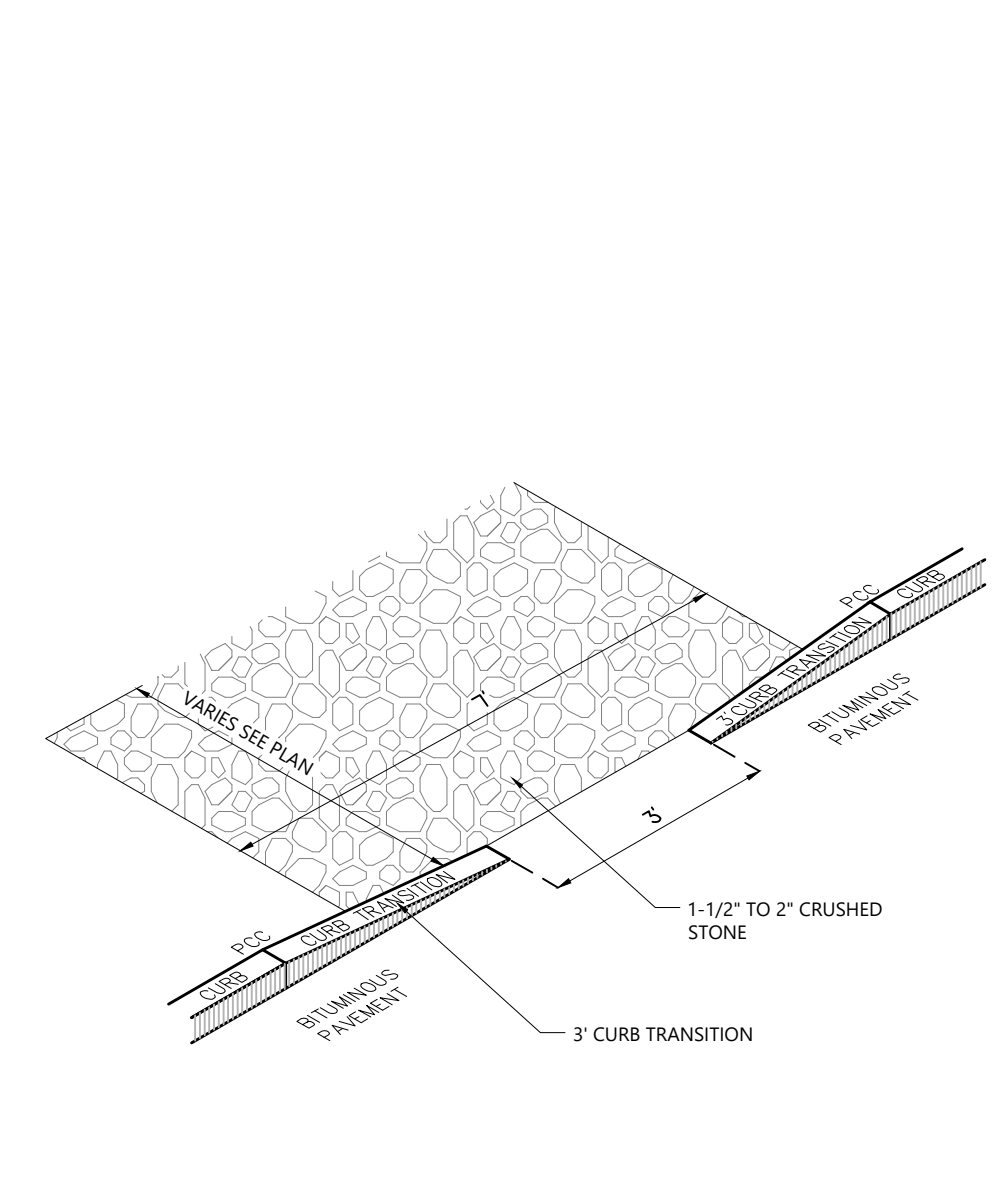 PCC
CURB
3' CURB TRANSITION
BITUMINOUS
PAVEMENT
VARIES SEE PLAN
7'
3'
1-1/2" TO 2" CRUSHED
STONE
PCC
CURB TRANSITION
CURB
BITUMINOUS
PAVEMENT
3' CURB TRANSITION